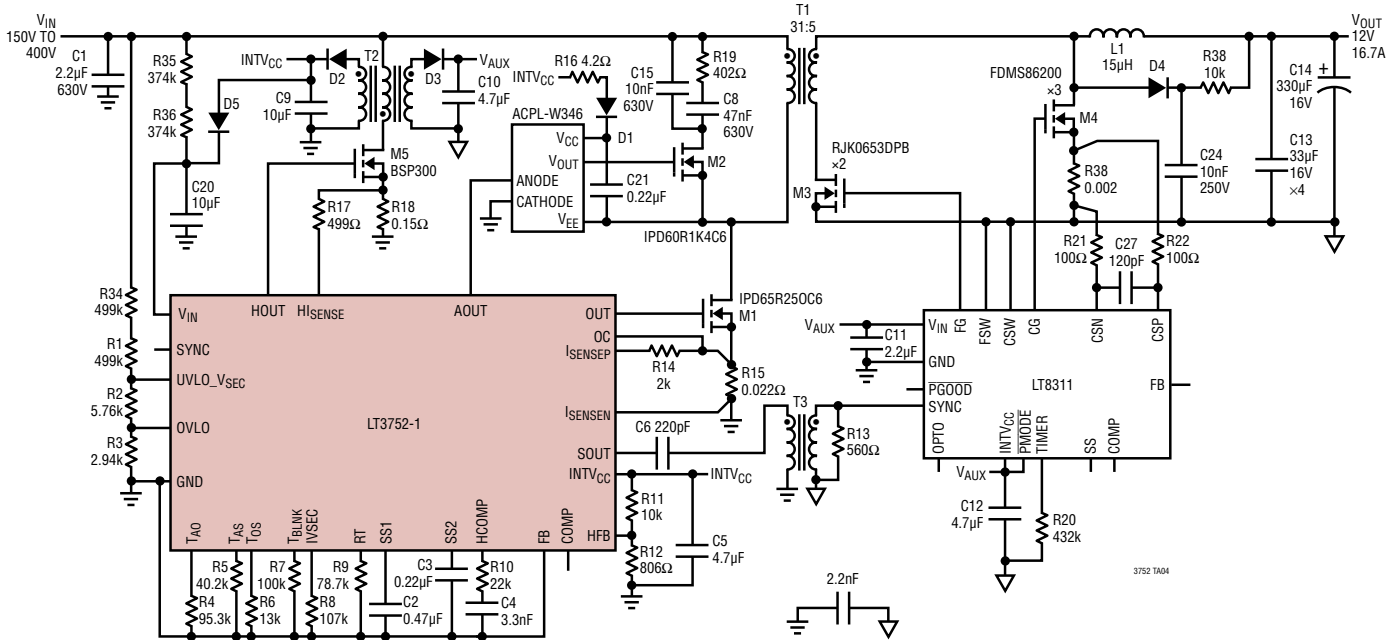 T1
31:5
VIN
150V TO
400V
C1
2.2µF
630V
R35
374k
R36
374k
INTVCC
D2
T2
D3
VAUX
C9
10µF
C10
4.7µF
D5
C20
10µF
M5
BSP300
R17
499Ω
R18
0.15Ω
R16 4.2Ω
INTVCC
D1
ACPL-W346
VCC
VOUT
ANODE
CATHODE
VEE
C21
0.22µF
C15
10nF
630V
R19
402Ω
C8
47nF
630V
M2
IPD60R1K4C6
RJK0653DPB
×2
M3
L1
15µH
FDMS86200
×3
M4
D4
R38
10k
R38
0.002
C24
10nF
250V
VOUT
12V
16.7A
C14
330µF
16V
+
C13
33µF
16V
×4
R21
100Ω
C27
120pF
R22
100Ω
R34
499k
R1
499k
R2
5.76k
R3
2.94k
VIN
SYNC
UVLO_VSEC
OVLO
GND
HOUT
HISENSE
AOUT
LT3752-1
OUT
OC
ISENSEP
ISENSEN
SOUT
INTVCC
HFB
TAO
TAS
TOS
TBLNK
IVSEC
RT
SS1
SS2
HCOMP
FB
COMP
IPD65R25OC6
M1
R14
2k
R15
0.022Ω
C6 220pF
T3
R13
560Ω
INTVCC
R11
10k
R12
806Ω
C5
4.7µF
R5
40.2k
R4
95.3k
R6
13k
R7
100k
R8
107k
R9
78.7k
C2
0.47µF
C3
0.22µF
R10
22k
C4
3.3nF
VAUX
C11
2.2µF
VIN
GND
PGOOD
SYNC
FG
FSW
CSW
CG
CSN
CSP
LT8311
FB
OPTO
INTVCC
PMODE
TIMER
SS
COMP
VAUX
C12
4.7µF
R20
432k
2.2nF
3752 TA04